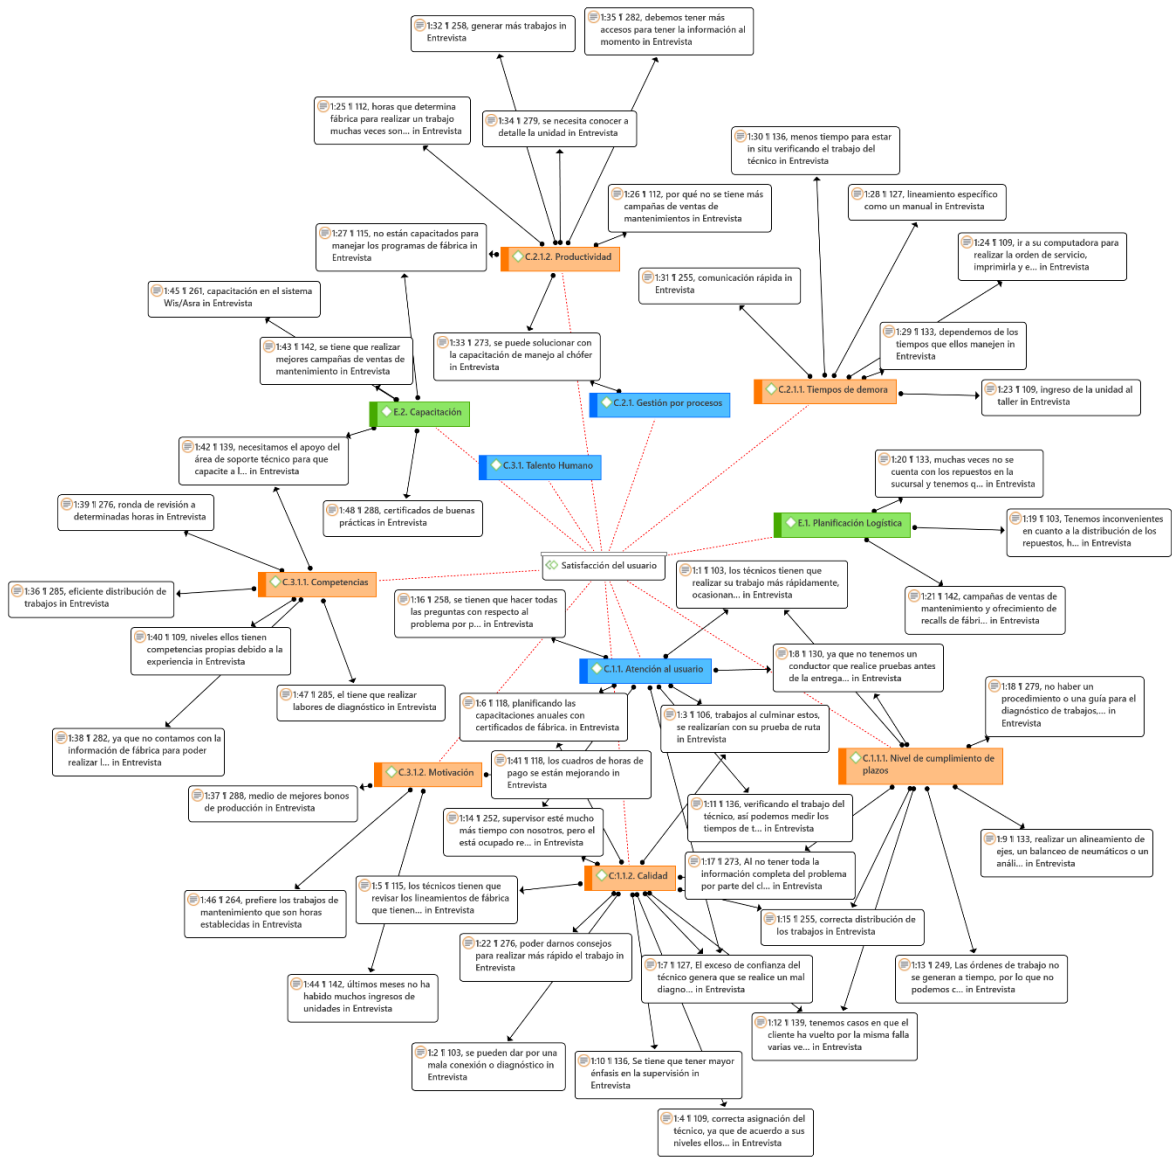 1:32 ¶ 258, generar más trabajos in
Entrevista
1:35 ¶ 282, debemos tener más
accesos para tener la información al
momento in Entrevista
1:25 ¶ 112, horas que determina
fábrica para realizar un trabajo
muchas veces son... in Entrevista
1:34 ¶ 279, se necesita conocer a
detalle la unidad in Entrevista
1:30 ¶ 136, menos tiempo para estar
in situ verificando el trabajo del
técnico in Entrevista
1:26 ¶ 112, por qué no se tiene más
campañas de ventas de
mantenimientos in Entrevista
1:28 ¶ 127, lineamiento específico
como un manual in Entrevista
1:27 ¶ 115, no están capacitados para
manejar los programas de fábrica in
Entrevista
C.2.1.2. Productividad
1:24 ¶ 109, ir a su computadora para
realizar la orden de servicio,
imprimirla y e... in Entrevista
1:31 ¶ 255, comunicación rápida in
Entrevista
1:45 ¶ 261, capacitación en el sistema
Wis/Asra in Entrevista
1:43 ¶ 142, se tiene que realizar
mejores campañas de ventas de
mantenimiento in Entrevista
1:33 ¶ 273, se puede solucionar con
la capacitación de manejo al chófer
in Entrevista
1:29 ¶ 133, dependemos de los
tiempos que ellos manejen in
Entrevista
C.2.1.1. Tiempos de demora
1:23 ¶ 109, ingreso de la unidad al
taller in Entrevista
E.2. Capacitación
C.2.1. Gestión por procesos
1:42 ¶ 139, necesitamos el apoyo del
área de soporte técnico para que
capacite a l... in Entrevista
C.3.1. Talento Humano
1:20 ¶ 133, muchas veces no se
cuenta con los repuestos en la
sucursal y tenemos q... in Entrevista
1:39 ¶ 276, ronda de revisión a
determinadas horas in Entrevista
1:48 ¶ 288, certificados de buenas
prácticas in Entrevista
E.1. Planificación Logística
1:19 ¶ 103, Tenemos inconvenientes
en cuanto a la distribución de los
repuestos, h... in Entrevista
Satisfacción del usuario
1:36 ¶ 285, eficiente distribución de
trabajos in Entrevista
C.3.1.1. Competencias
1:16 ¶ 258, se tienen que hacer todas
las preguntas con respecto al
problema por p... in Entrevista
1:1 ¶ 103, los técnicos tienen que
realizar su trabajo más rápidamente,
ocasionan... in Entrevista
1:21 ¶ 142, campañas de ventas de
mantenimiento y ofrecimiento de
recalls de fábri... in Entrevista
1:40 ¶ 109, niveles ellos tienen
competencias propias debido a la
experiencia in Entrevista
1:8 ¶ 130, ya que no tenemos un
conductor que realice pruebas antes
de la entrega... in Entrevista
C.1.1. Atención al usuario
1:47 ¶ 285, el tiene que realizar
labores de diagnóstico in Entrevista
1:6 ¶ 118, planificando las
capacitaciones anuales con
certificados de fábrica. in Entrevista
1:3 ¶ 106, trabajos al culminar estos,
se realizarían con su prueba de ruta
in Entrevista
1:18 ¶ 279, no haber un
procedimiento o una guía para el
diagnóstico de trabajos,... in
Entrevista
1:38 ¶ 282, ya que no contamos con la
información de fábrica para poder
realizar l... in Entrevista
C.3.1.2. Motivación
1:41 ¶ 118, los cuadros de horas de
pago se están mejorando in
Entrevista
C.1.1.1. Nivel de cumplimiento de
plazos
1:37 ¶ 288, medio de mejores bonos
de producción in Entrevista
1:14 ¶ 252, supervisor esté mucho
más tiempo con nosotros, pero el
está ocupado re... in Entrevista
1:11 ¶ 136, verificando el trabajo del
técnico, así podemos medir los
tiempos de t... in Entrevista
1:9 ¶ 133, realizar un alineamiento de
ejes, un balanceo de neumáticos o un
análi... in Entrevista
1:17 ¶ 273, Al no tener toda la
información completa del problema
por parte del cl... in Entrevista
C:1.1.2. Calidad
1:5 ¶ 115, los técnicos tienen que
revisar los lineamientos de fábrica
que tienen... in Entrevista
1:46 ¶ 264, prefiere los trabajos de
mantenimiento que son horas
establecidas in Entrevista
1:15 ¶ 255, correcta distribución de
los trabajos in Entrevista
1:22 ¶ 276, poder darnos consejos
para realizar más rápido el trabajo in
Entrevista
1:7 ¶ 127, El exceso de confianza del
técnico genera que se realice un mal
diagno... in Entrevista
1:13 ¶ 249, Las órdenes de trabajo no
se generan a tiempo, por lo que no
podemos c... in Entrevista
1:44 ¶ 142, últimos meses no ha
habido muchos ingresos de
unidades in Entrevista
1:12 ¶ 139, tenemos casos en que el
cliente ha vuelto por la misma falla
varias ve... in Entrevista
1:2 ¶ 103, se pueden dar por una
mala conexión o diagnóstico in
Entrevista
1:10 ¶ 136, Se tiene que tener mayor
énfasis en la supervisión in
Entrevista
1:4 ¶ 109, correcta asignación del
técnico, ya que de acuerdo a sus
niveles ellos... in Entrevista